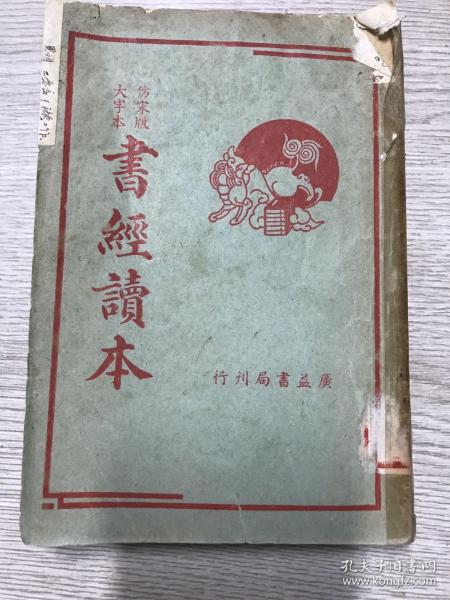 仿宋版
大字本
書經讀本
廣益書局刊行
孔夫子旧书网
www.kongfz.com